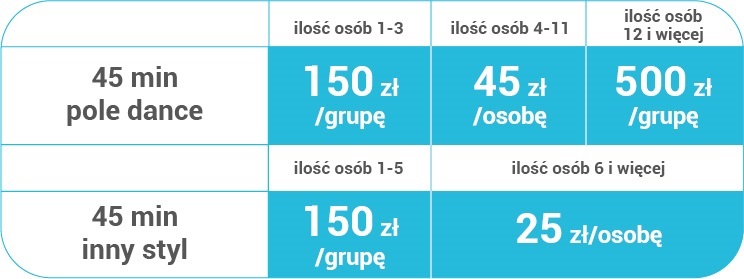 ilość osób 1-3
ilość osób 4-11
ilość osób
12 i więcej
45 min
pole dance
150 zł
/grupę
45 zł
/osobę
500 zł
/grupę
ilość osób 1-5
ilość osób 6 i więcej
45 min
inny styl
150 zł
/grupę
25 zł/osobę